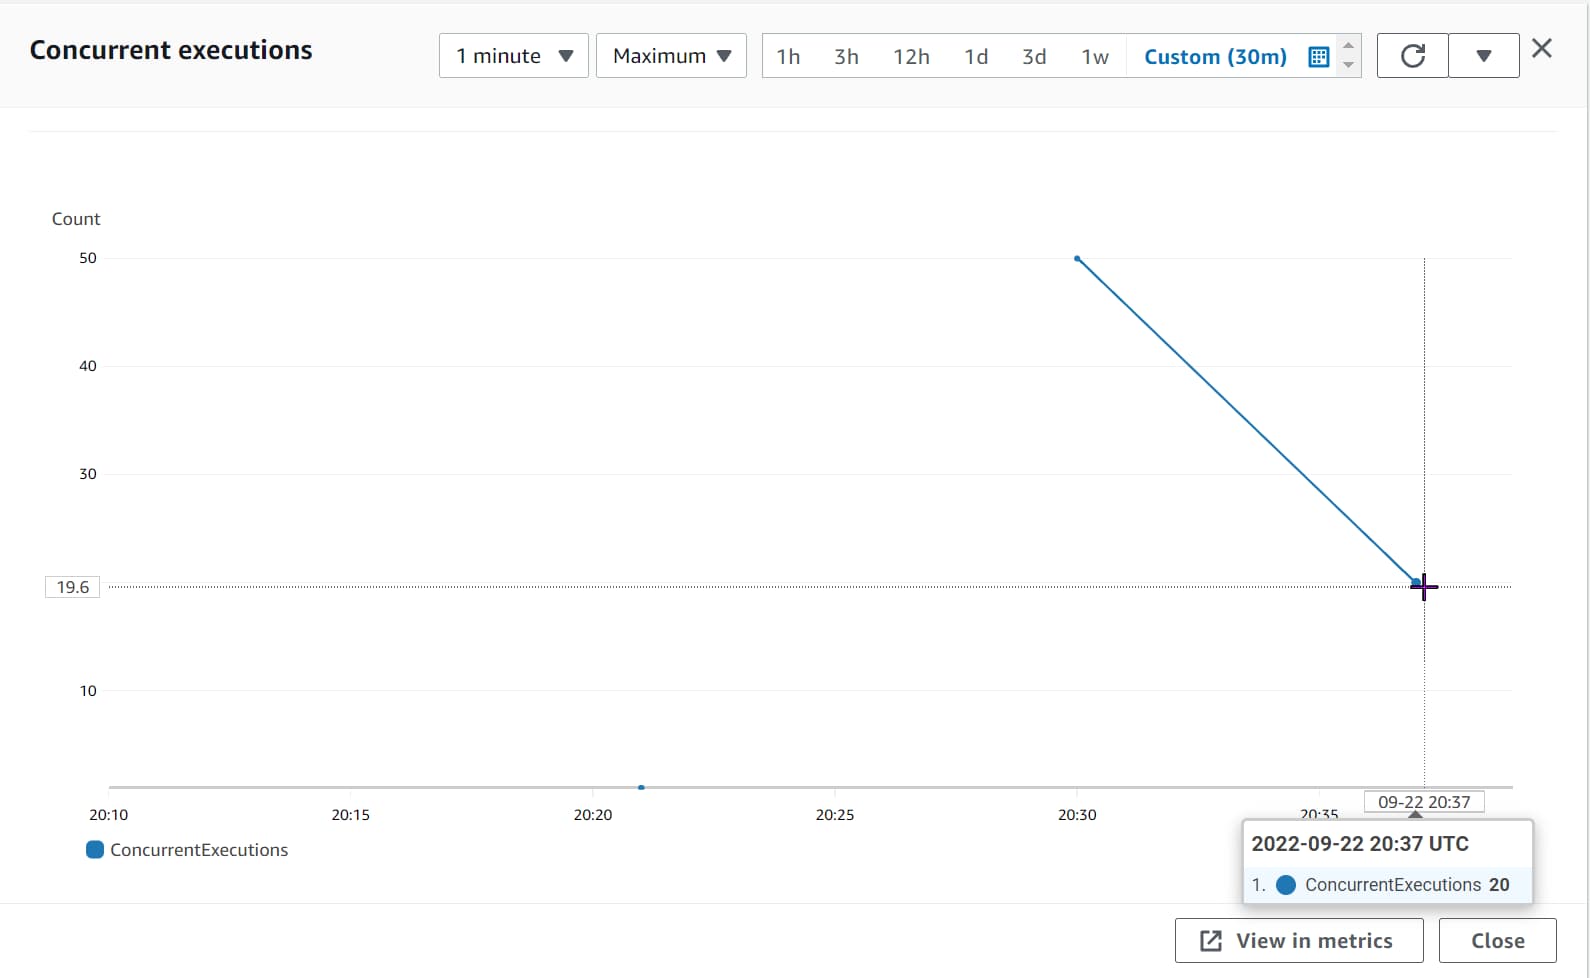 Concurrent executions
1 minute Maximum 1h 3h 12h 1d 3d 1w Custom (30m)
Count
50
40
30
19.6
10
20:10 20:15 20:20 20:25 20:30 20:35 09-22 20:37
ConcurrentExecutions
2022-09-22 20:37 UTC
1. ConcurrentExecutions 20
View in metrics Close